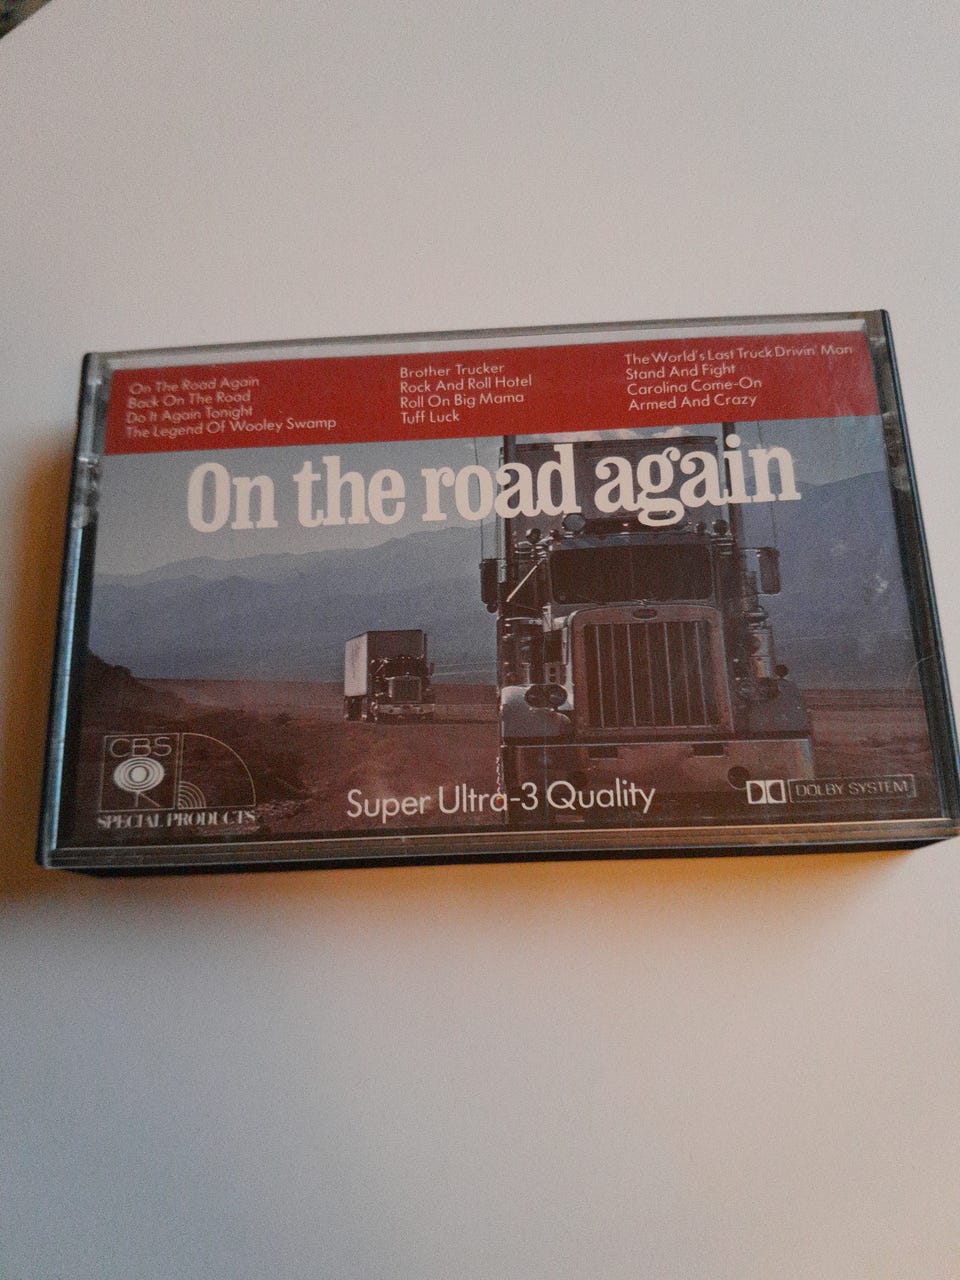 On The Road Again
Back On The Road
Do It Again Tonight
The Legend Of Wooley Swamp
Brother Trucker
Rock And Roll Hotel
Roll On Big Mama
Tuff Luck
The World's Last Truck Drivin' Man
Stand And Fight
Carolina Come-On
Armed And Crazy
On the road again
CBS
SPECIAL PRODUCTS
Super Ultra-3 Quality
DOLBY SYSTEM